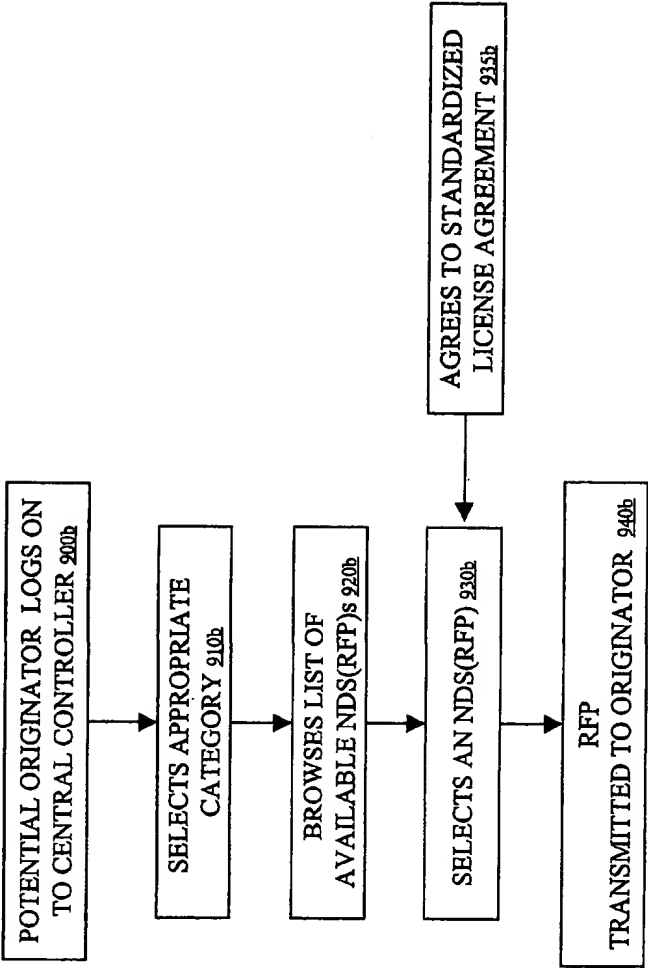 POTENTIAL ORIGINATOR LOGS ON
TO CENTRAL CONTROLLER 900b
SELECTS APPROPRIATE
CATEGORY 910b
BROWSES LIST OF
AVAILABLE NDS(RFP)s 920b
SELECTS AN NDS(RFP) 930b
AGREES TO STANDARDIZED
LICENSE AGREEMENT 935b
RFP
TRANSMITTED TO ORIGINATOR 940b